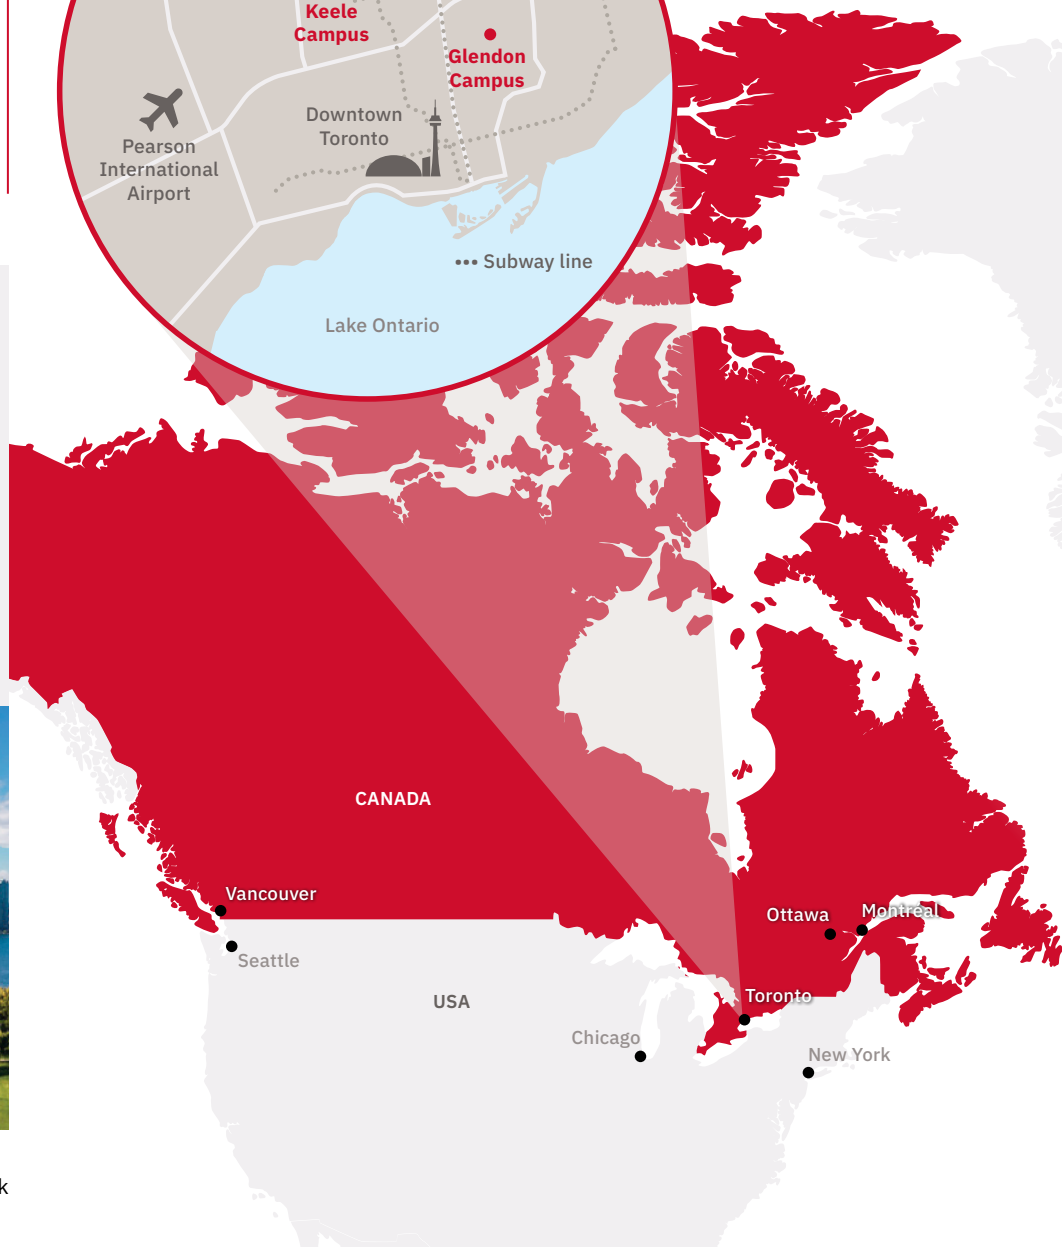 Keele
Campus
Glendon
Campus
Downtown
Toronto
Pearson
International
Airport
Subway line
Lake Ontario
CANADA
Vancouver
Ottawa
Montréal
Seattle
USA
Toronto
Chicago
New York
k